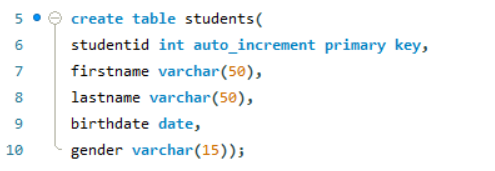 5 create table students(
6 studentid int auto_increment primary key,
7 firstname varchar(50),
8 lastname varchar(50),
9 birthdate date,
10 gender varchar(15));